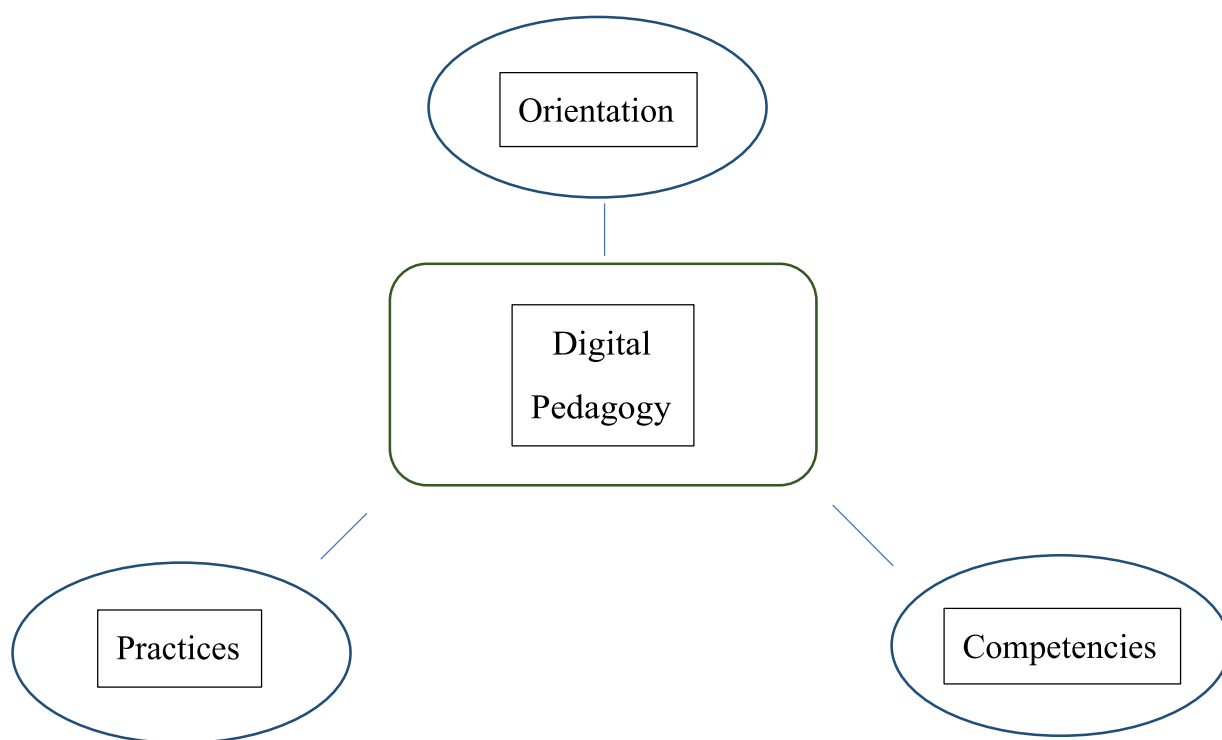 Orientation
Digital
Pedagogy
Practices
Competencies